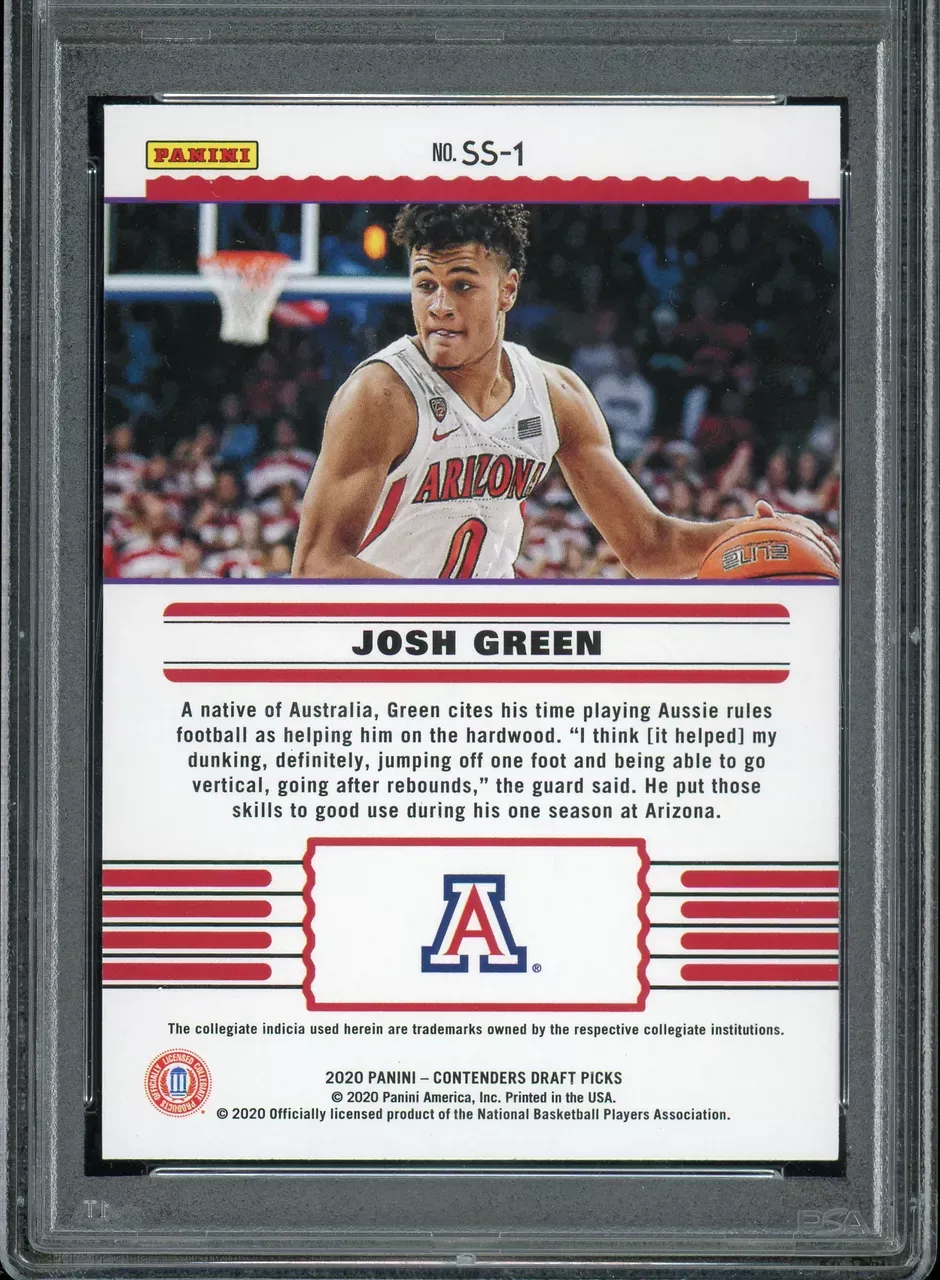 PANINI
NO. SS-1
ARIZONA
0
ELITE
JOSH GREEN
A native of Australia, Green cites his time playing Aussie rules
football as helping him on the hardwood. “I think [it helped] my
dunking, definitely, jumping off one foot and being able to go
vertical, going after rebounds,” the guard said. He put those
skills to good use during his one season at Arizona.
A®
The collegiate indicia used herein are trademarks owned by the respective collegiate institutions.
OFFICIALLY LICENSED COLLEGIATE PRODUCTS
2020 PANINI – CONTENDERS DRAFT PICKS
© 2020 Panini America, Inc. Printed in the USA.
© 2020 Officially licensed product of the National Basketball Players Association.
PSA